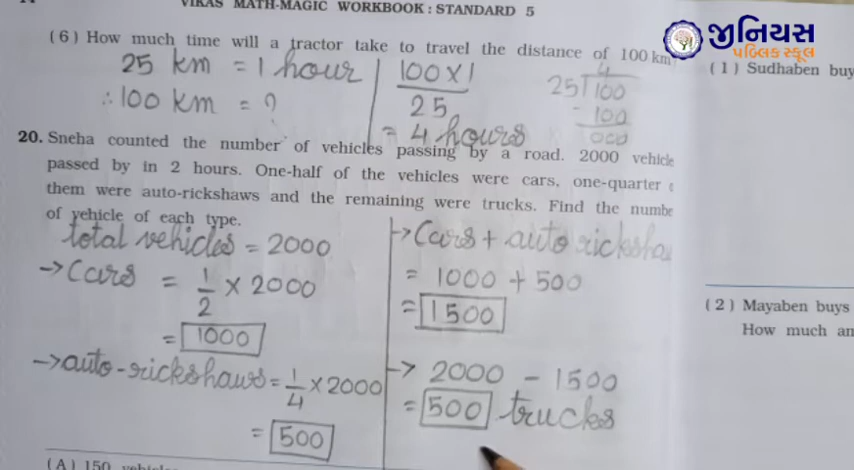 VIKAS MATH-MAGIC WORKBOOK : STANDARD 5
જીનિયસ
પબ્લિક સ્કૂલ
(6) How much time will a tractor take to travel the distance of 100 km
25 km = 1 hour
∴ 100 km = ?
100 × 1
25
= 4 hours
4
25 100
- 100
000
20. Sneha counted the number of vehicles passing by a road. 2000 vehicle
passed by in 2 hours. One-half of the vehicles were cars, one-quarter
them were auto-rickshaws and the remaining were trucks. Find the numbe
of vehicle of each type.
total vehicles = 2000
→ Cars = 1/2 × 2000
= 1000
→ auto-rickshaws = 1/4 × 2000
= 500
→ Cars + auto ricksha
= 1000 + 500
= 1500
→ 2000 - 1500
= 500 trucks
(A) 150
(1) Sudhaben buy
(2) Mayaben buys
How much an